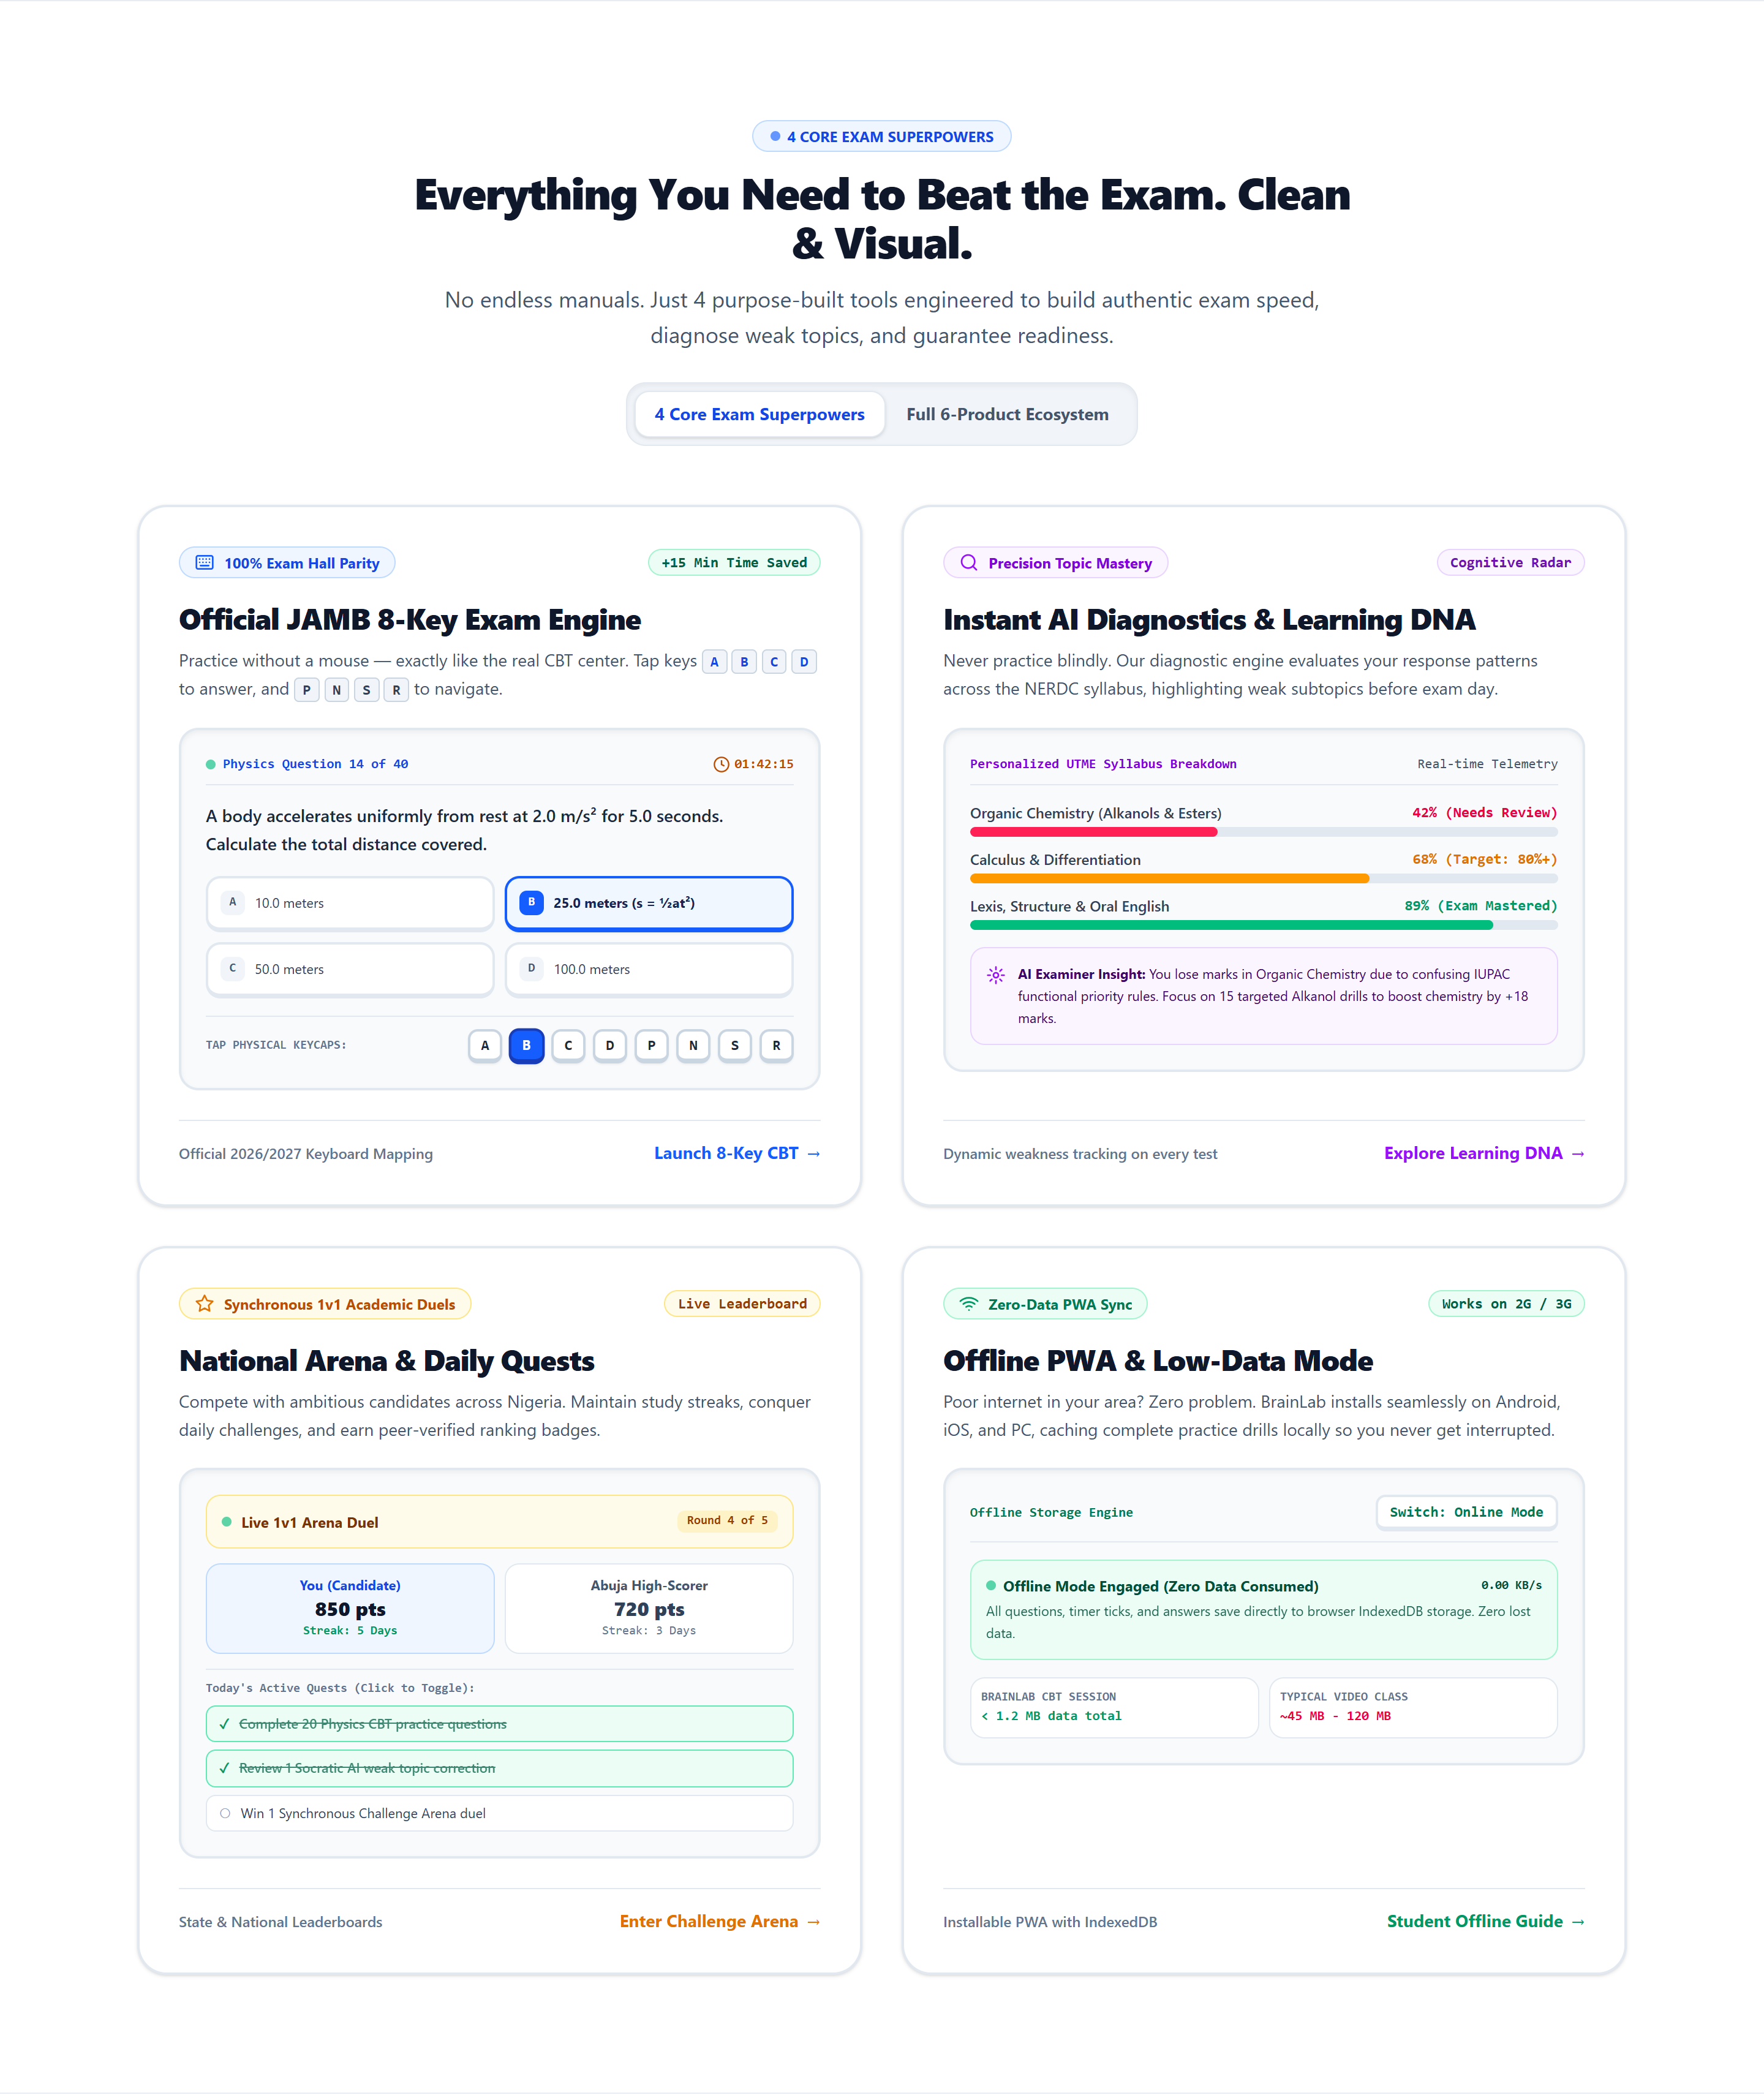 4 CORE EXAM SUPERPOWERS
Everything You Need to Beat the Exam. Clean
& Visual.
No endless manuals. Just 4 purpose-built tools engineered to build authentic exam speed,
diagnose weak topics, and guarantee readiness.
4 Core Exam Superpowers
Full 6-Product Ecosystem
100% Exam Hall Parity
+15 Min Time Saved
Official JAMB 8-Key Exam Engine
Practice without a mouse — exactly like the real CBT center. Tap keys A B C D
to answer, and P N S R to navigate.
Physics Question 14 of 40
01:42:15
A body accelerates uniformly from rest at 2.0 m/s² for 5.0 seconds.
Calculate the total distance covered.
A 10.0 meters
B 25.0 meters (s = ½at²)
C 50.0 meters
D 100.0 meters
TAP PHYSICAL KEYCAPS:
A B C D P N S R
Official 2026/2027 Keyboard Mapping
Launch 8-Key CBT →
Precision Topic Mastery
Cognitive Radar
Instant AI Diagnostics & Learning DNA
Never practice blindly. Our diagnostic engine evaluates your response patterns
across the NERDC syllabus, highlighting weak subtopics before exam day.
Personalized UTME Syllabus Breakdown
Real-time Telemetry
Organic Chemistry (Alkanols & Esters)
42% (Needs Review)
Calculus & Differentiation
68% (Target: 80%+)
Lexis, Structure & Oral English
89% (Exam Mastered)
AI Examiner Insight: You lose marks in Organic Chemistry due to confusing IUPAC
functional priority rules. Focus on 15 targeted Alkanol drills to boost chemistry by +18
marks.
Dynamic weakness tracking on every test
Explore Learning DNA →
Synchronous 1v1 Academic Duels
Live Leaderboard
National Arena & Daily Quests
Compete with ambitious candidates across Nigeria. Maintain study streaks, conquer
daily challenges, and earn peer-verified ranking badges.
Live 1v1 Arena Duel
Round 4 of 5
You (Candidate)
850 pts
Streak: 5 Days
Abuja High-Scorer
720 pts
Streak: 3 Days
Today's Active Quests (Click to Toggle):
✓ Complete 20 Physics CBT practice questions
✓ Review 1 Socratic AI weak topic correction
○ Win 1 Synchronous Challenge Arena duel
State & National Leaderboards
Enter Challenge Arena →
Zero-Data PWA Sync
Works on 2G / 3G
Offline PWA & Low-Data Mode
Poor internet in your area? Zero problem. BrainLab installs seamlessly on Android,
iOS, and PC, caching complete practice drills locally so you never get interrupted.
Offline Storage Engine
Switch: Online Mode
Offline Mode Engaged (Zero Data Consumed)
0.00 KB/s
All questions, timer ticks, and answers save directly to browser IndexedDB storage. Zero lost
data.
BRAINLAB CBT SESSION
< 1.2 MB data total
TYPICAL VIDEO CLASS
~45 MB - 120 MB
Installable PWA with IndexedDB
Student Offline Guide →